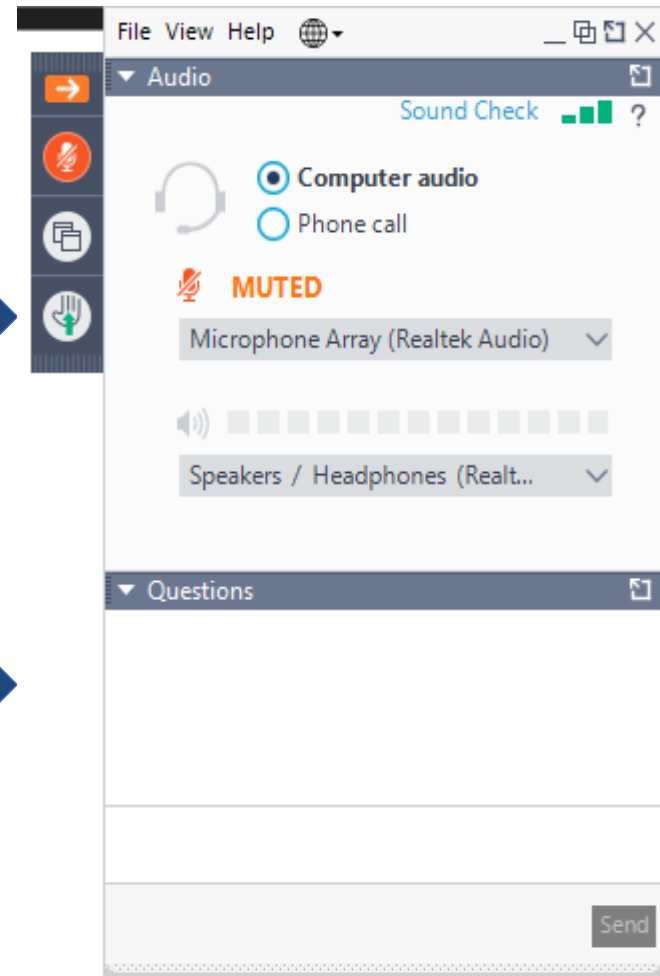 File View Help
Audio
Sound Check ?
Computer audio
Phone call
MUTED
Microphone Array (Realtek Audio)
Speakers / Headphones (Realt...
Questions
Send